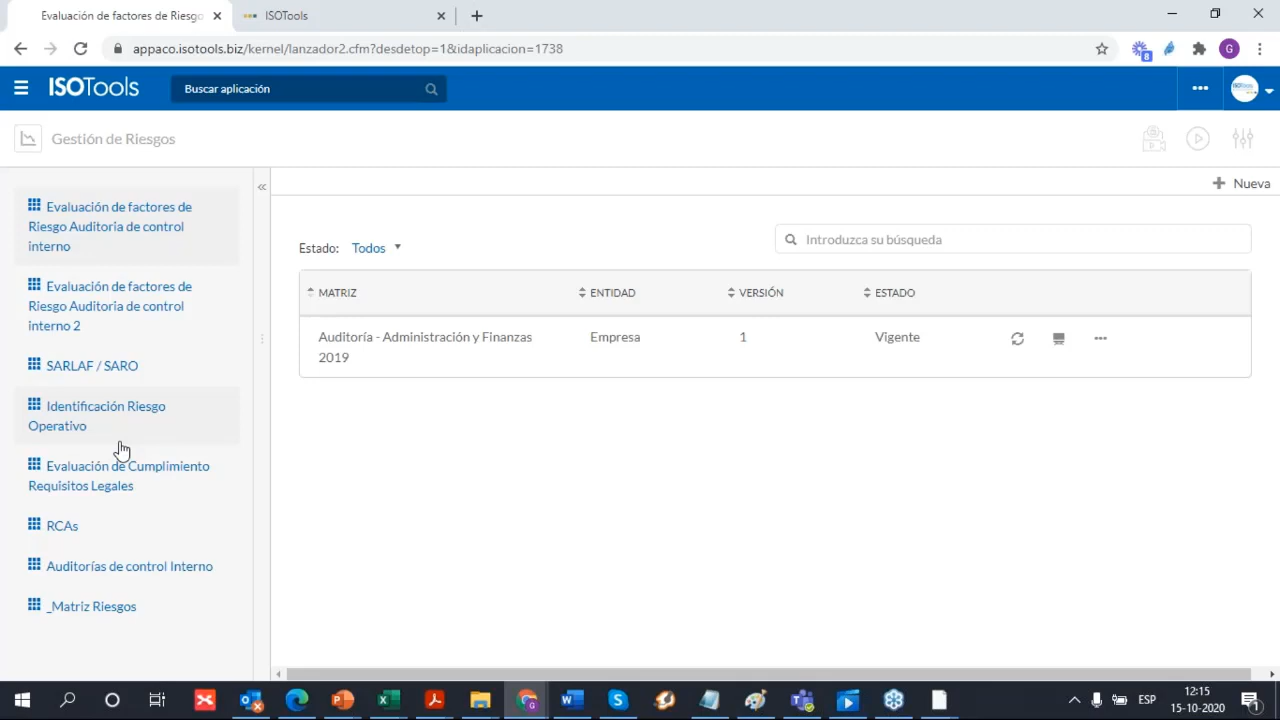 Evaluación de factores de Riesgo
ISOTools
appaco.isotools.biz/kernel/lanzador2.cfm?desdetop=1&idaplicacion=1738
8
G
ISOTools
Buscar aplicación
Gestión de Riesgos
Nueva
Evaluación de factores de
Riesgo Auditoria de control
interno
Evaluación de factores de
Riesgo Auditoria de control
interno 2
SARLAF / SARO
Identificación Riesgo
Operativo
Evaluación de Cumplimiento
Requisitos Legales
RCAs
Auditorías de control Interno
_Matriz Riesgos
Estado: Todos
Introduzca su búsqueda
MATRIZ ENTIDAD VERSIÓN ESTADO
Auditoría - Administración y Finanzas
2019
Empresa 1 Vigente
ESP
12:15
15-10-2020
1